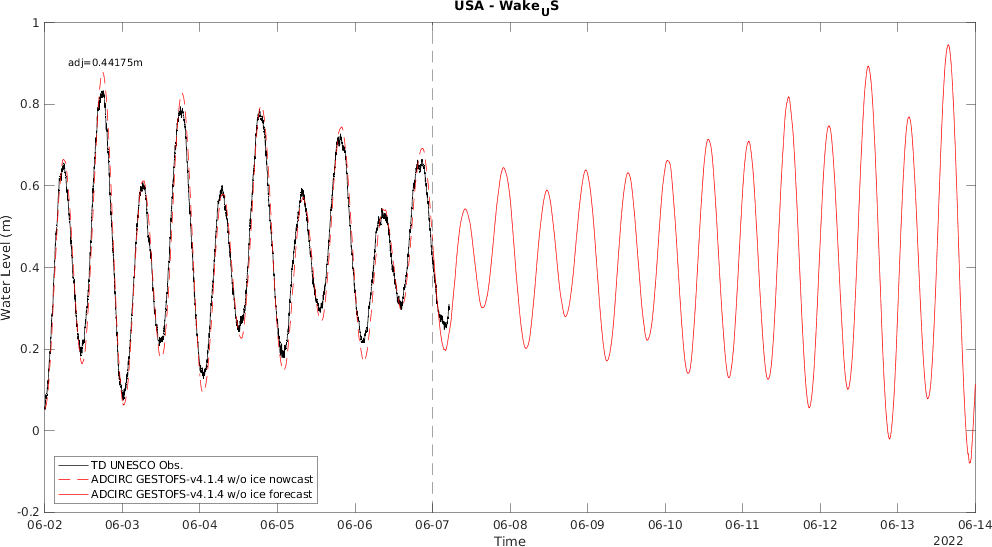 USA - Wake_US
adj=0.44175m
Water Level (m)
1
0.8
0.6
0.4
0.2
0
-0.2
TD UNESCO Obs.
ADCIRC GESTOFS-v4.1.4 w/o ice nowcast
ADCIRC GESTOFS-v4.1.4 w/o ice forecast
06-02 06-03 06-04 06-05 06-06 06-07 06-08 06-09 06-10 06-11 06-12 06-13 06-14
Time
2022